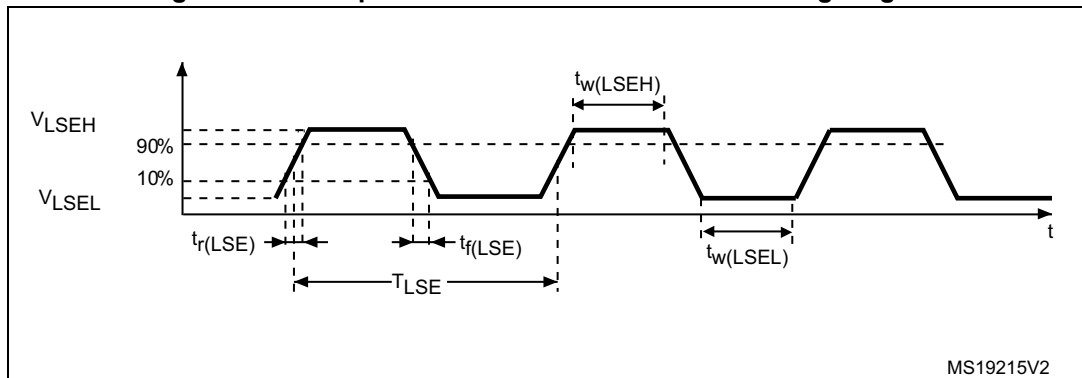 tw(LSEH)
VLSEH
90%
10%
VLSEL
tr(LSE)
tf(LSE)
t
tw(LSEL)
TLSE
MS19215V2